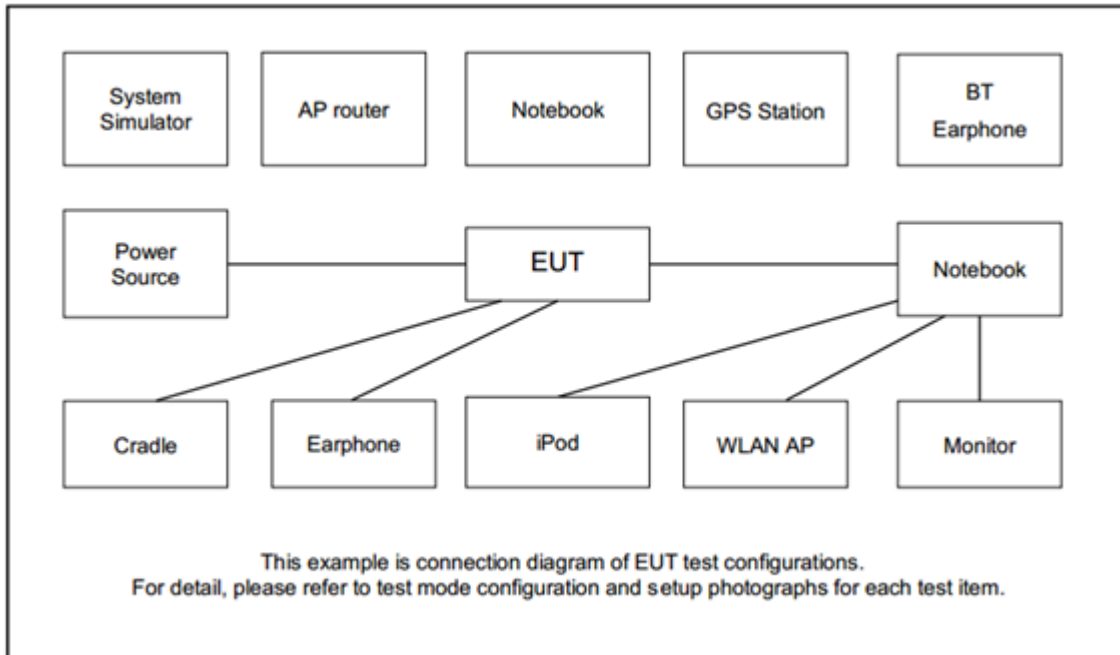 System
Simulator
AP router
Notebook
GPS Station
BT
Earphone
Power
Source
EUT
Notebook
Cradle
Earphone
iPod
WLAN AP
Monitor
This example is connection diagram of EUT test configurations.
For detail, please refer to test mode configuration and setup photographs for each test item.